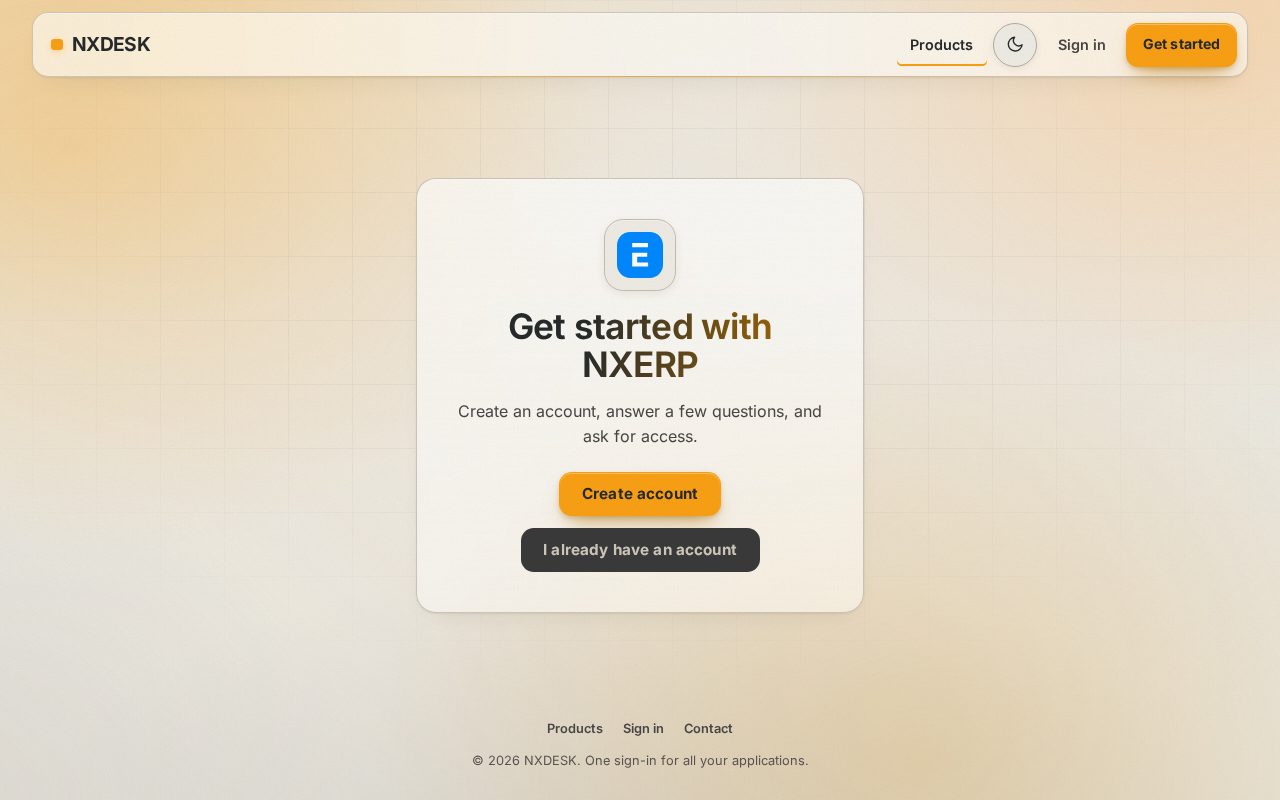 NXDESK
Products
Sign in
Get started
E
Get started with
NXERP
Create an account, answer a few questions, and
ask for access.
Create account
I already have an account
Products
Sign in
Contact
© 2026 NXDESK. One sign-in for all your applications.